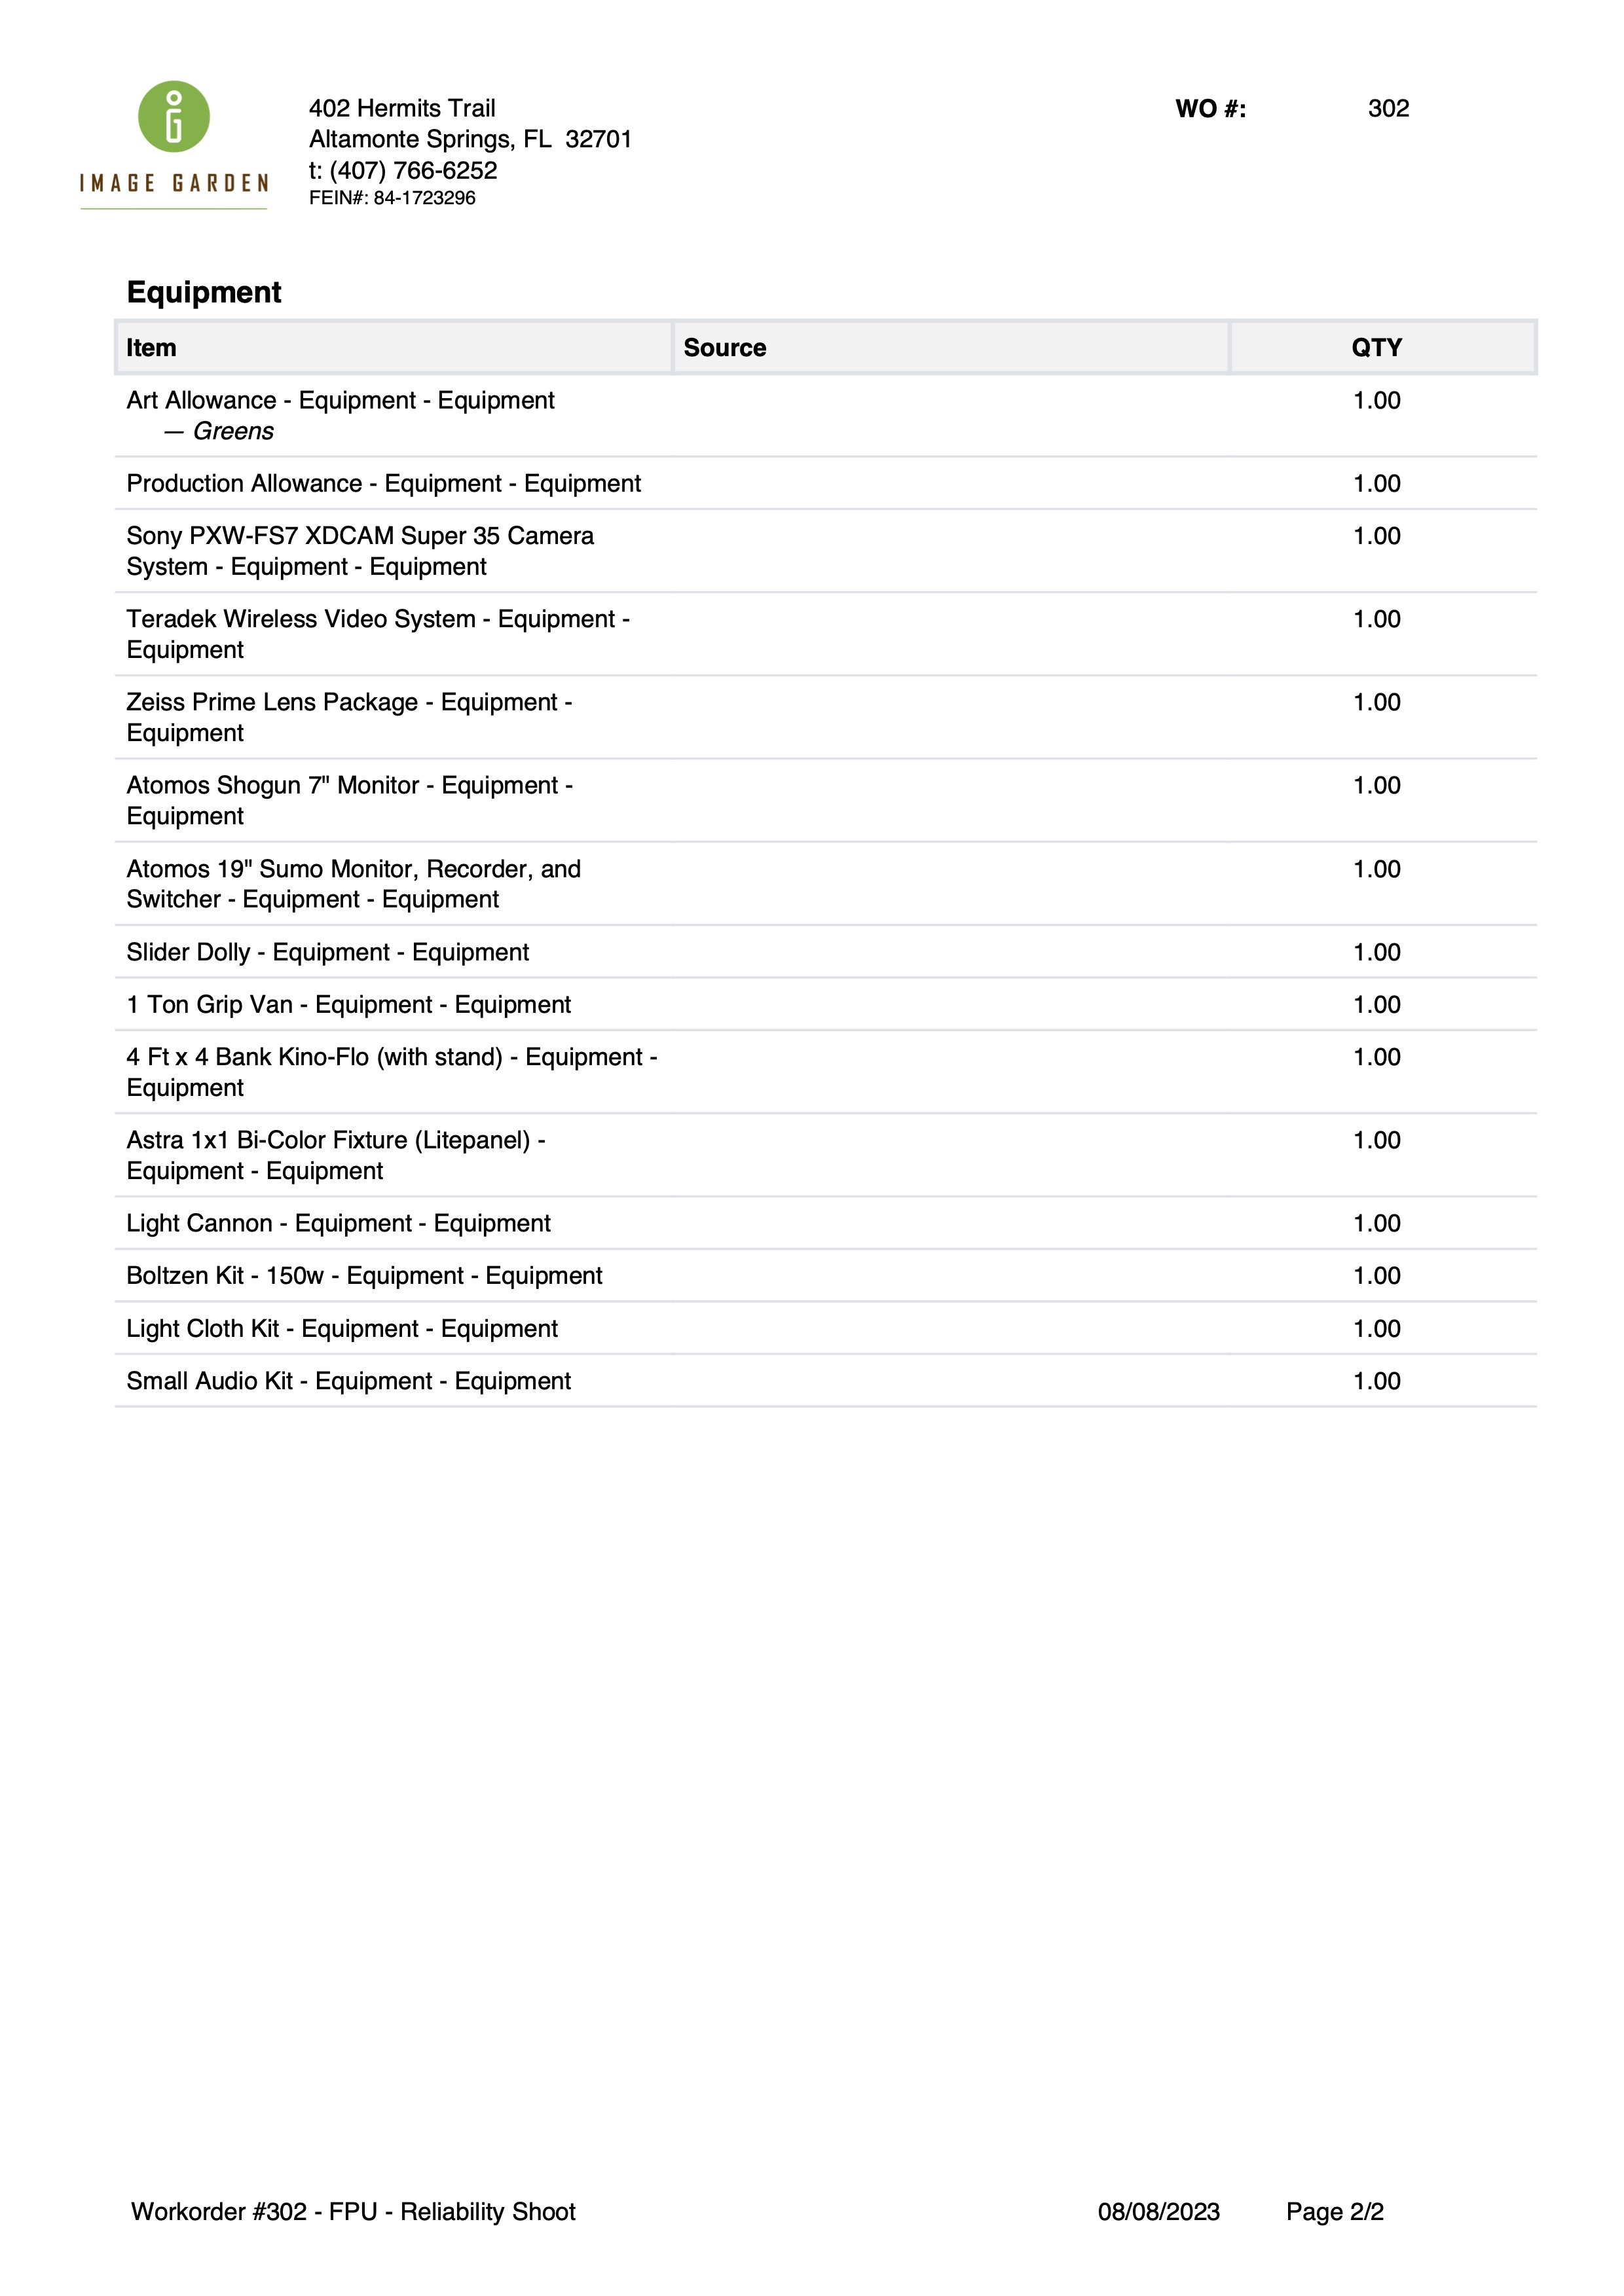 IMAGE GARDEN
402 Hermits Trail
Altamonte Springs, FL  32701
t: (407) 766-6252
FEIN#: 84-1723296
WO #: 302
Equipment
Item Source QTY
Art Allowance - Equipment - Equipment 1.00
— Greens
Production Allowance - Equipment - Equipment 1.00
Sony PXW-FS7 XDCAM Super 35 Camera 1.00
System - Equipment - Equipment
Teradek Wireless Video System - Equipment - 1.00
Equipment
Zeiss Prime Lens Package - Equipment - 1.00
Equipment
Atomos Shogun 7" Monitor - Equipment - 1.00
Equipment
Atomos 19" Sumo Monitor, Recorder, and 1.00
Switcher - Equipment - Equipment
Slider Dolly - Equipment - Equipment 1.00
1 Ton Grip Van - Equipment - Equipment 1.00
4 Ft x 4 Bank Kino-Flo (with stand) - Equipment - 1.00
Equipment
Astra 1x1 Bi-Color Fixture (Litepanel) - 1.00
Equipment - Equipment
Light Cannon - Equipment - Equipment 1.00
Boltzen Kit - 150w - Equipment - Equipment 1.00
Light Cloth Kit - Equipment - Equipment 1.00
Small Audio Kit - Equipment - Equipment 1.00
Workorder #302 - FPU - Reliability Shoot 08/08/2023 Page 2/2